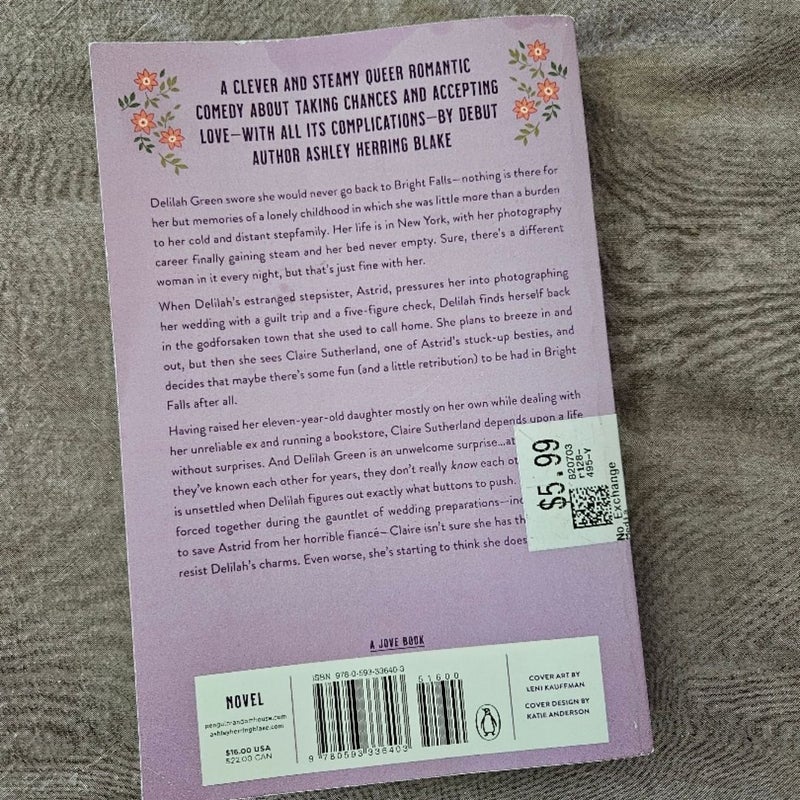 A CLEVER AND STEAMY QUEER ROMANTIC
COMEDY ABOUT TAKING CHANCES AND ACCEPTING
LOVE—WITH ALL ITS COMPLICATIONS—BY DEBUT
AUTHOR ASHLEY HERRING BLAKE
Delilah Green swore she would never go back to Bright Falls—nothing is there for
her but memories of a lonely childhood in which she was little more than a burden
to her cold and distant stepfamily. Her life is in New York, with her photography
career finally gaining steam and her bed never empty. Sure, there's a different
woman in it every night, but that's just fine with her.
When Delilah's estranged stepsister, Astrid, pressures her into photographing
her wedding with a guilt trip and a five-figure check, Delilah finds herself back
in the godforsaken town that she used to call home. She plans to breeze in and
out, but then she sees Claire Sutherland, one of Astrid's stuck-up besties, and
decides that maybe there's some fun (and a little retribution) to be had in Bright
Falls after all.
Having raised her eleven-year-old daughter mostly on her own while dealing with
her unreliable ex and running a bookstore, Claire Sutherland depends upon a life
without surprises. And Delilah Green is an unwelcome surprise...at
they've known each other for years, they don't really know each
is unsettled when Delilah figures out exactly what buttons to push.
forced together during the gauntlet of wedding preparations—
to save Astrid from her horrible fiancé—Claire isn't sure she has
resist Delilah's charms. Even worse, she's starting to think she
$5.99
820703
r128-
495-Y
No Exchange
A JOVE BOOK
NOVEL
penguinrandomhouse.com
ashleyherringblake.com
$16.00 USA
$22.00 CAN
ISBN 978-0-593-33640-3
51600
9 780593 336403
COVER ART BY
LENI KAUFFMAN
COVER DESIGN BY
KATIE ANDERSON